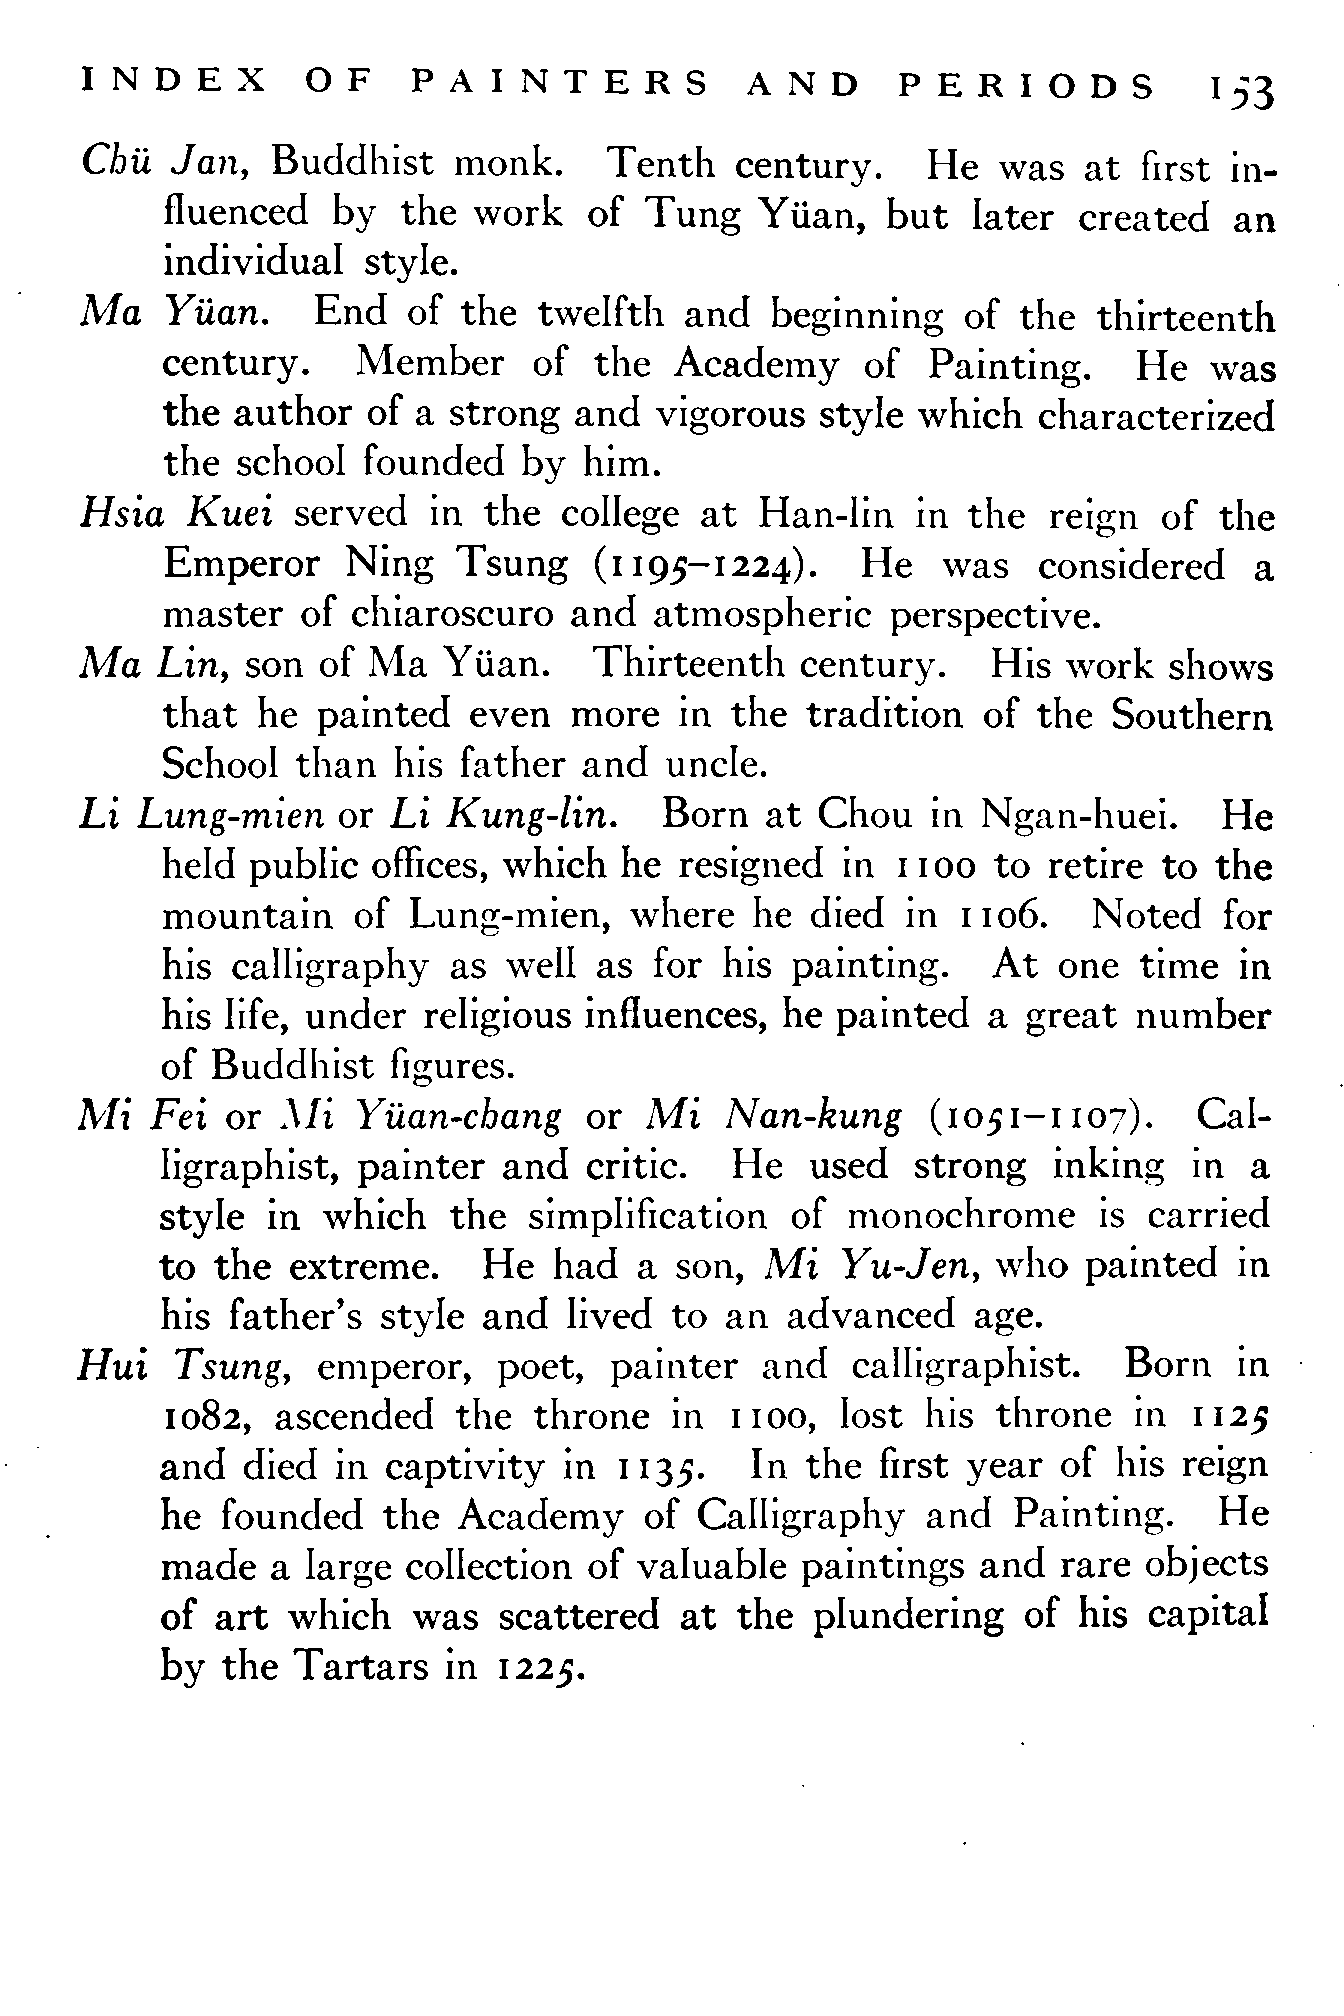 INDEX OF PAINTERS AND PERIODS 153
Chü Jan, Buddhist monk. Tenth century. He was at first in-
fluenced by the work of Tung Yüan, but later created an
individual style.
Ma Yüan. End of the twelfth and beginning of the thirteenth
century. Member of the Academy of Painting. He was
the author of a strong and vigorous style which characterized
the school founded by him.
Hsia Kuei served in the college at Han-lin in the reign of the
Emperor Ning Tsung (1195–1224). He was considered a
master of chiaroscuro and atmospheric perspective.
Ma Lin, son of Ma Yüan. Thirteenth century. His work shows
that he painted even more in the tradition of the Southern
School than his father and uncle.
Li Lung-mien or Li Kung-lin. Born at Chou in Ngan-huei. He
held public offices, which he resigned in 1100 to retire to the
mountain of Lung-mien, where he died in 1106. Noted for
his calligraphy as well as for his painting. At one time in
his life, under religious influences, he painted a great number
of Buddhist figures.
Mi Fei or Mi Yüan-chang or Mi Nan-kung (1051–1107). Cal-
ligraphist, painter and critic. He used strong inking in a
style in which the simplification of monochrome is carried
to the extreme. He had a son, Mi Yu-Jen, who painted in
his father's style and lived to an advanced age.
Hui Tsung, emperor, poet, painter and calligraphist. Born in
1082, ascended the throne in 1100, lost his throne in 1125
and died in captivity in 1135. In the first year of his reign
he founded the Academy of Calligraphy and Painting. He
made a large collection of valuable paintings and rare objects
of art which was scattered at the plundering of his capital
by the Tartars in 1225.